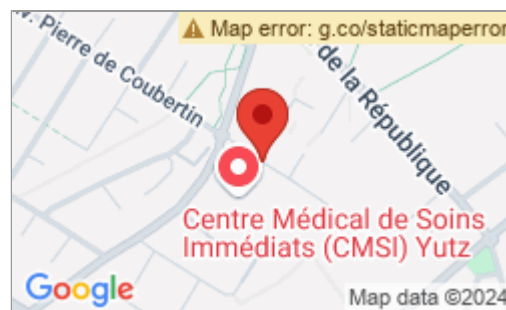 ⚠ Map error: g.co/staticmaperror
v. Pierre de Coubertin
de la République
Centre Médical de Soins
Immédiats (CMSI) Yutz
Google
Map data ©2024